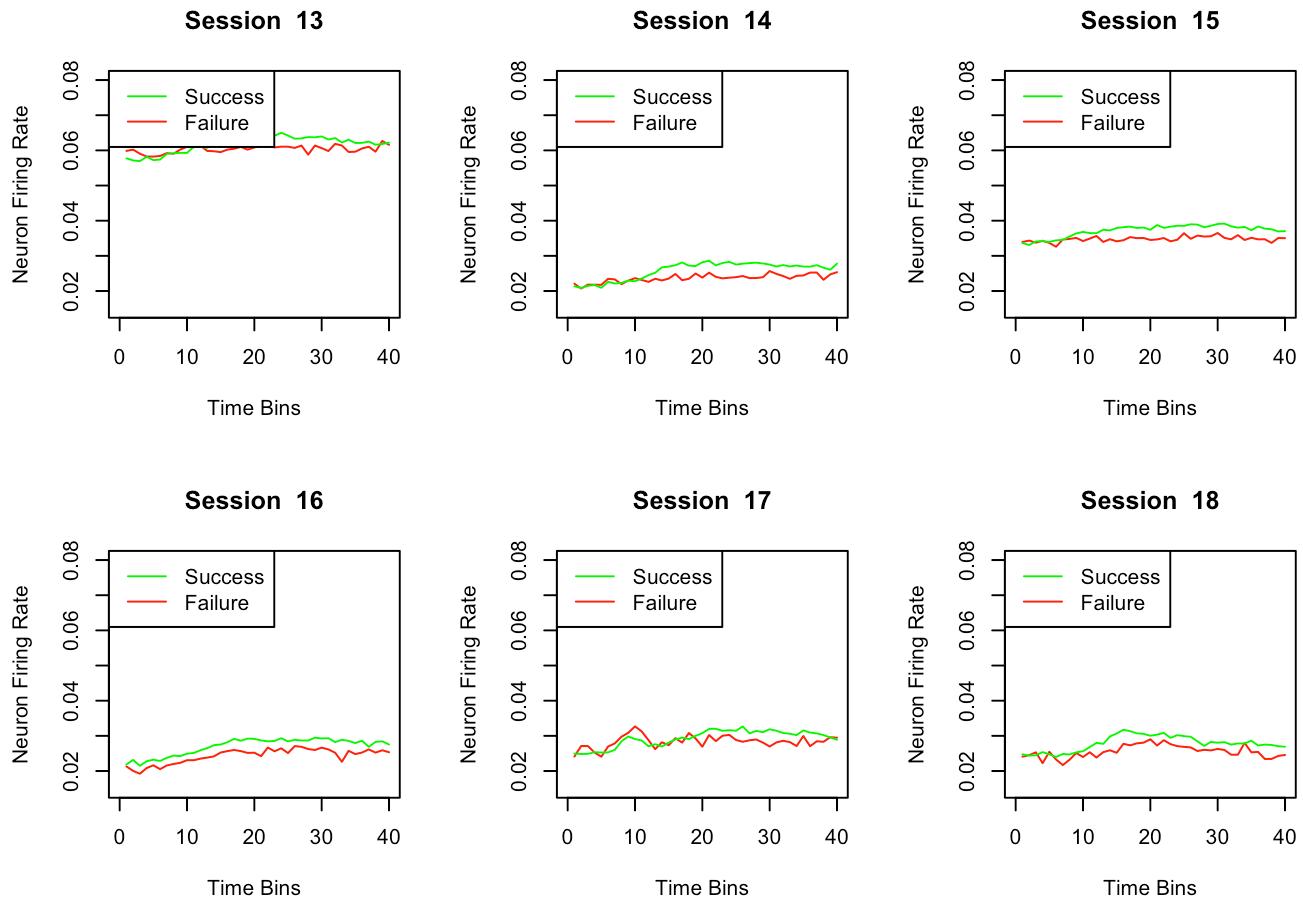 Session 13
Neuron Firing Rate
0.02 0.04 0.06 0.08
Success
Failure
0 10 20 30 40
Time Bins
Session 14
Neuron Firing Rate
0.02 0.04 0.06 0.08
Success
Failure
0 10 20 30 40
Time Bins
Session 15
Neuron Firing Rate
0.02 0.04 0.06 0.08
Success
Failure
0 10 20 30 40
Time Bins
Session 16
Neuron Firing Rate
0.02 0.04 0.06 0.08
Success
Failure
0 10 20 30 40
Time Bins
Session 17
Neuron Firing Rate
0.02 0.04 0.06 0.08
Success
Failure
0 10 20 30 40
Time Bins
Session 18
Neuron Firing Rate
0.02 0.04 0.06 0.08
Success
Failure
0 10 20 30 40
Time Bins